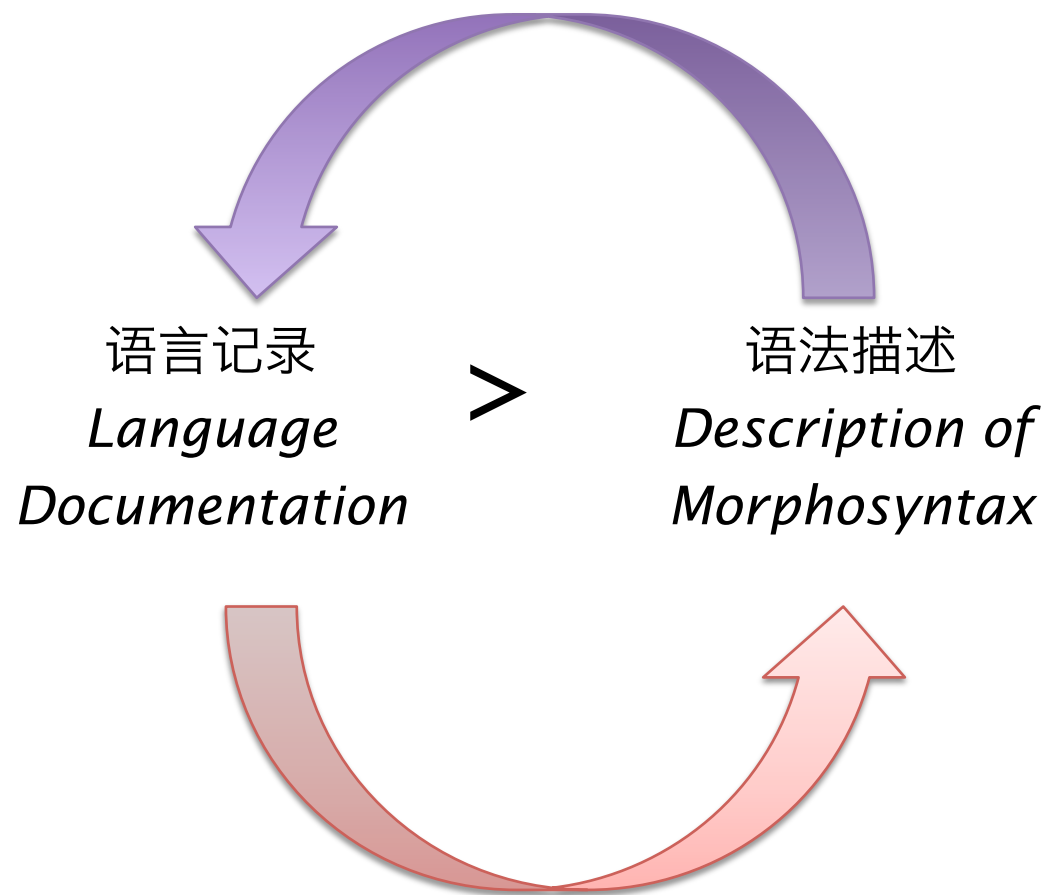 语言记录
Language
Documentation
>
语法描述
Description of
Morphosyntax